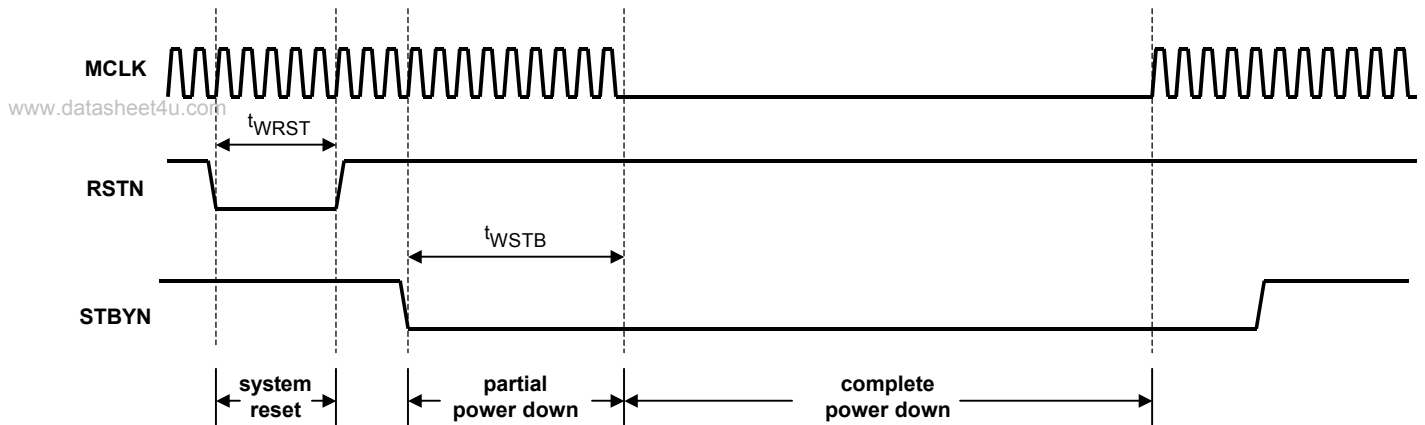 MCLK
www.datasheet4u.com
tWRST
RSTN
tWSTB
STBYN
system
reset
partial
power down
complete
power down